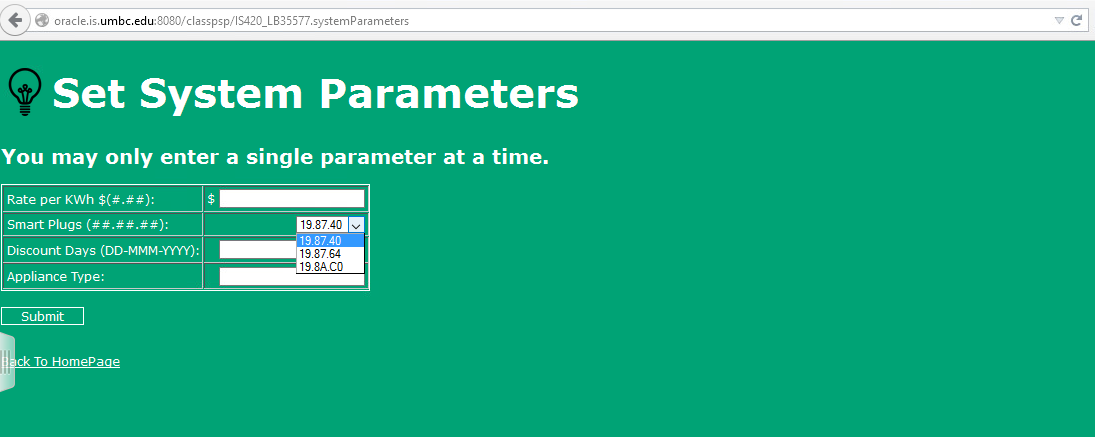 oracle.is.umbc.edu:8080/classpsp/IS420_LB35577.systemParameters
Set System Parameters
You may only enter a single parameter at a time.
Rate per KWh $(#.##): $
Smart Plugs (##.##.##): 19.87.40
19.87.40
19.87.64
19.8A.C0
Discount Days (DD-MMM-YYYY):
Appliance Type:
Submit
Back To HomePage